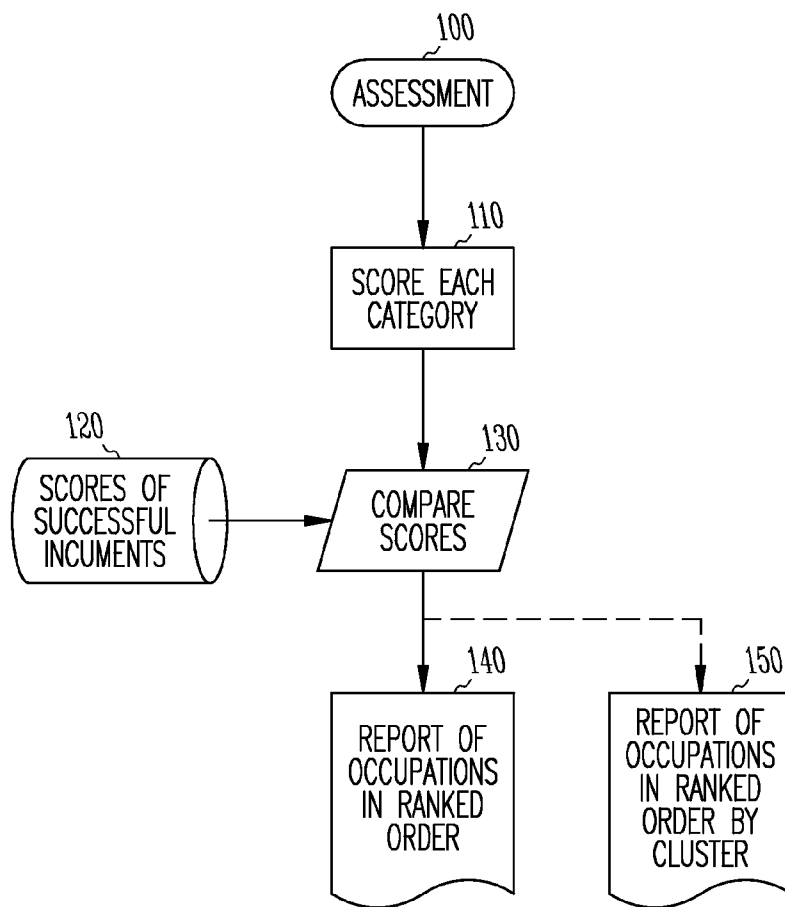 100
ASSESSMENT
110
SCORE EACH
CATEGORY
120
SCORES OF
SUCCESSFUL
INCUMENTS
130
COMPARE
SCORES
140
REPORT OF
OCCUPATIONS
IN RANKED
ORDER
150
REPORT OF
OCCUPATIONS
IN RANKED
ORDER BY
CLUSTER